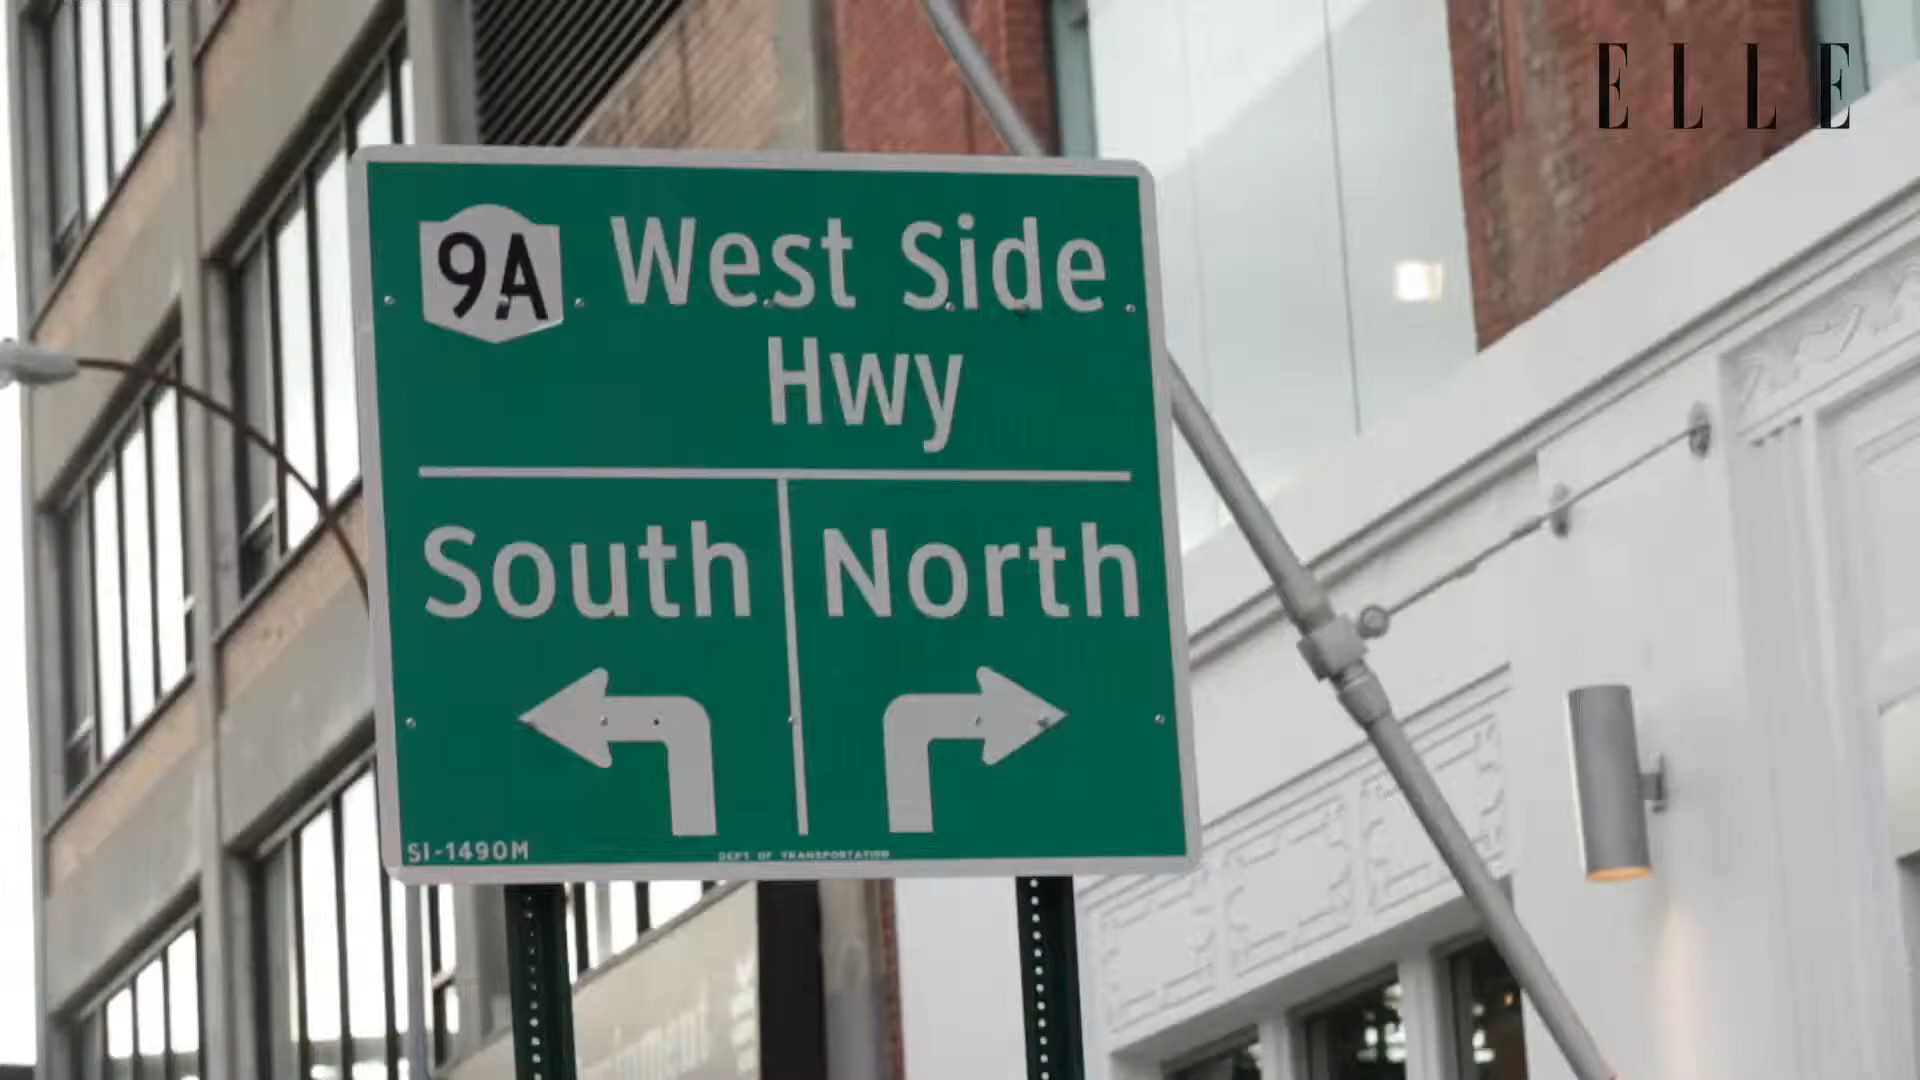 ELLE
9A West Side
Hwy
South North
SI-1490M
DEPT OF TRANSPORTATION